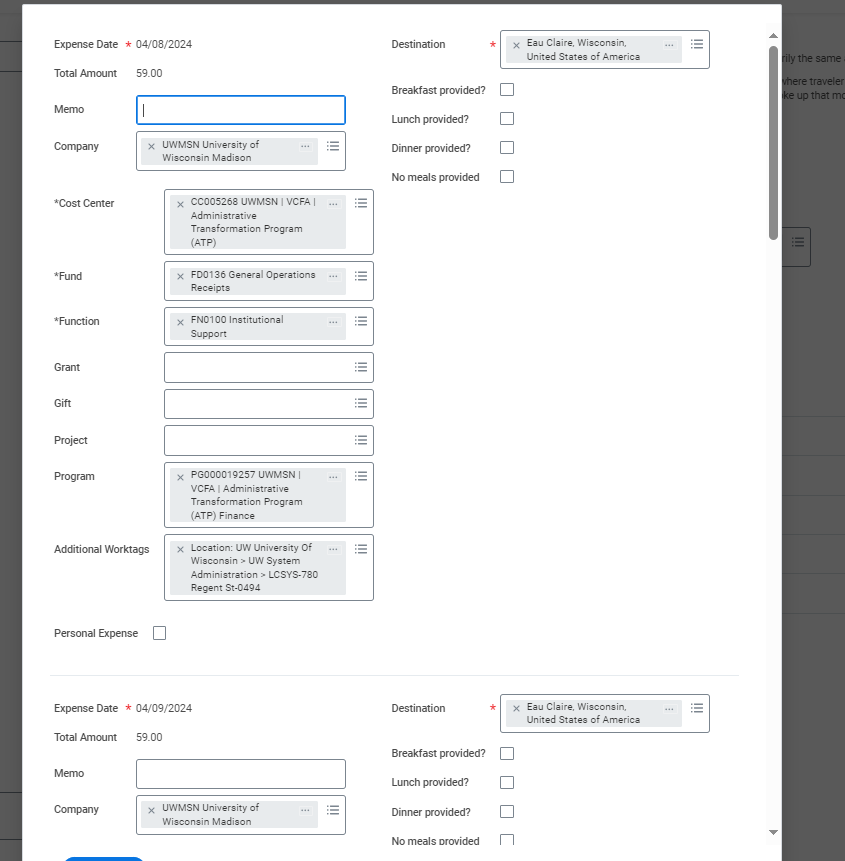 Expense Date * 04/08/2024
Total Amount 59.00
Memo
Company × UWMSN University of
Wisconsin Madison
*Cost Center × CC005268 UWMSN | VCFA |
Administrative
Transformation Program
(ATP)
*Fund × FD0136 General Operations
Receipts
*Function × FN0100 Institutional
Support
Grant
Gift
Project
Program × PG000019257 UWMSN |
VCFA | Administrative
Transformation Program
(ATP) Finance
Additional Worktags × Location: UW University Of
Wisconsin > UW System
Administration > LCSYS-780
Regent St-0494
Personal Expense
Destination * × Eau Claire, Wisconsin,
United States of America
Breakfast provided?
Lunch provided?
Dinner provided?
No meals provided
rily the same
where traveler
ke up that mo
Expense Date * 04/09/2024
Total Amount 59.00
Memo
Company × UWMSN University of
Wisconsin Madison
Destination * × Eau Claire, Wisconsin,
United States of America
Breakfast provided?
Lunch provided?
Dinner provided?
No meals provided